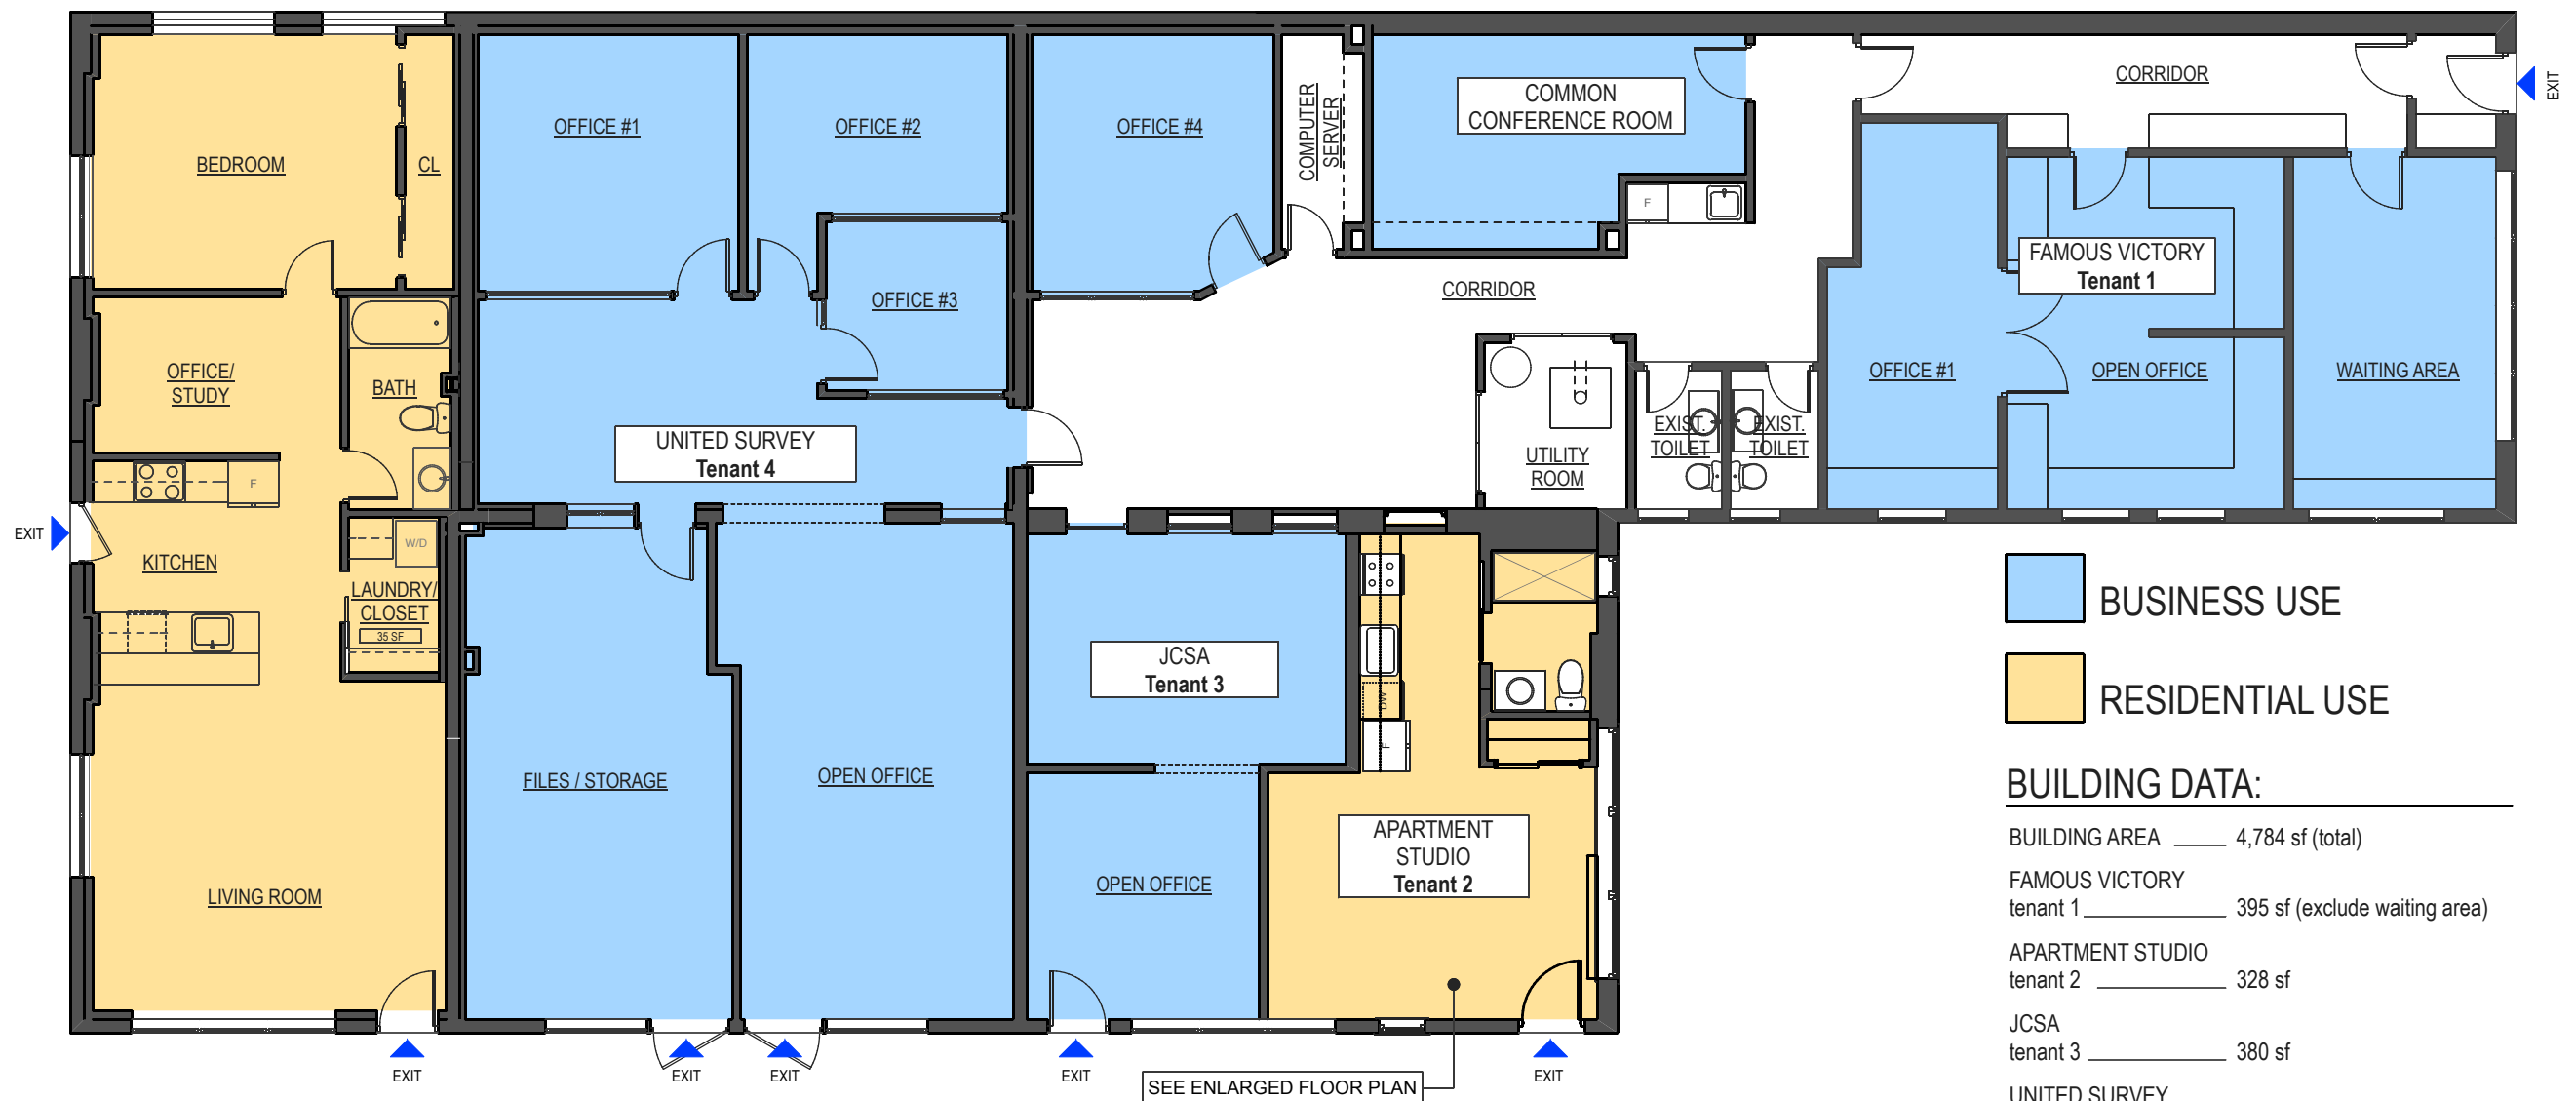 OFFICE #1
OFFICE #2
OFFICE #4
COMPUTER
SERVER
COMMON
CONFERENCE ROOM
CORRIDOR
EXIT
BEDROOM
CL
F
FAMOUS VICTORY
Tenant 1
OFFICE #3
CORRIDOR
OFFICE/
STUDY
BATH
OFFICE #1
OPEN OFFICE
WAITING AREA
UNITED SURVEY
Tenant 4
EXIST.
TOILET
EXIST.
TOILET
UTILITY
ROOM
F
EXIT
W/D
KITCHEN
LAUNDRY/
CLOSET
35 SF
BUSINESS USE
JCSA
Tenant 3
DW
F
RESIDENTIAL USE
FILES / STORAGE
OPEN OFFICE
BUILDING DATA:
APARTMENT
STUDIO
Tenant 2
OPEN OFFICE
LIVING ROOM
BUILDING AREA 4,784 sf (total)
FAMOUS VICTORY
tenant 1 395 sf (exclude waiting area)
APARTMENT STUDIO
tenant 2 328 sf
JCSA
tenant 3 380 sf
UNITED SURVEY
EXIT
EXIT
EXIT
EXIT
EXIT
SEE ENLARGED FLOOR PLAN